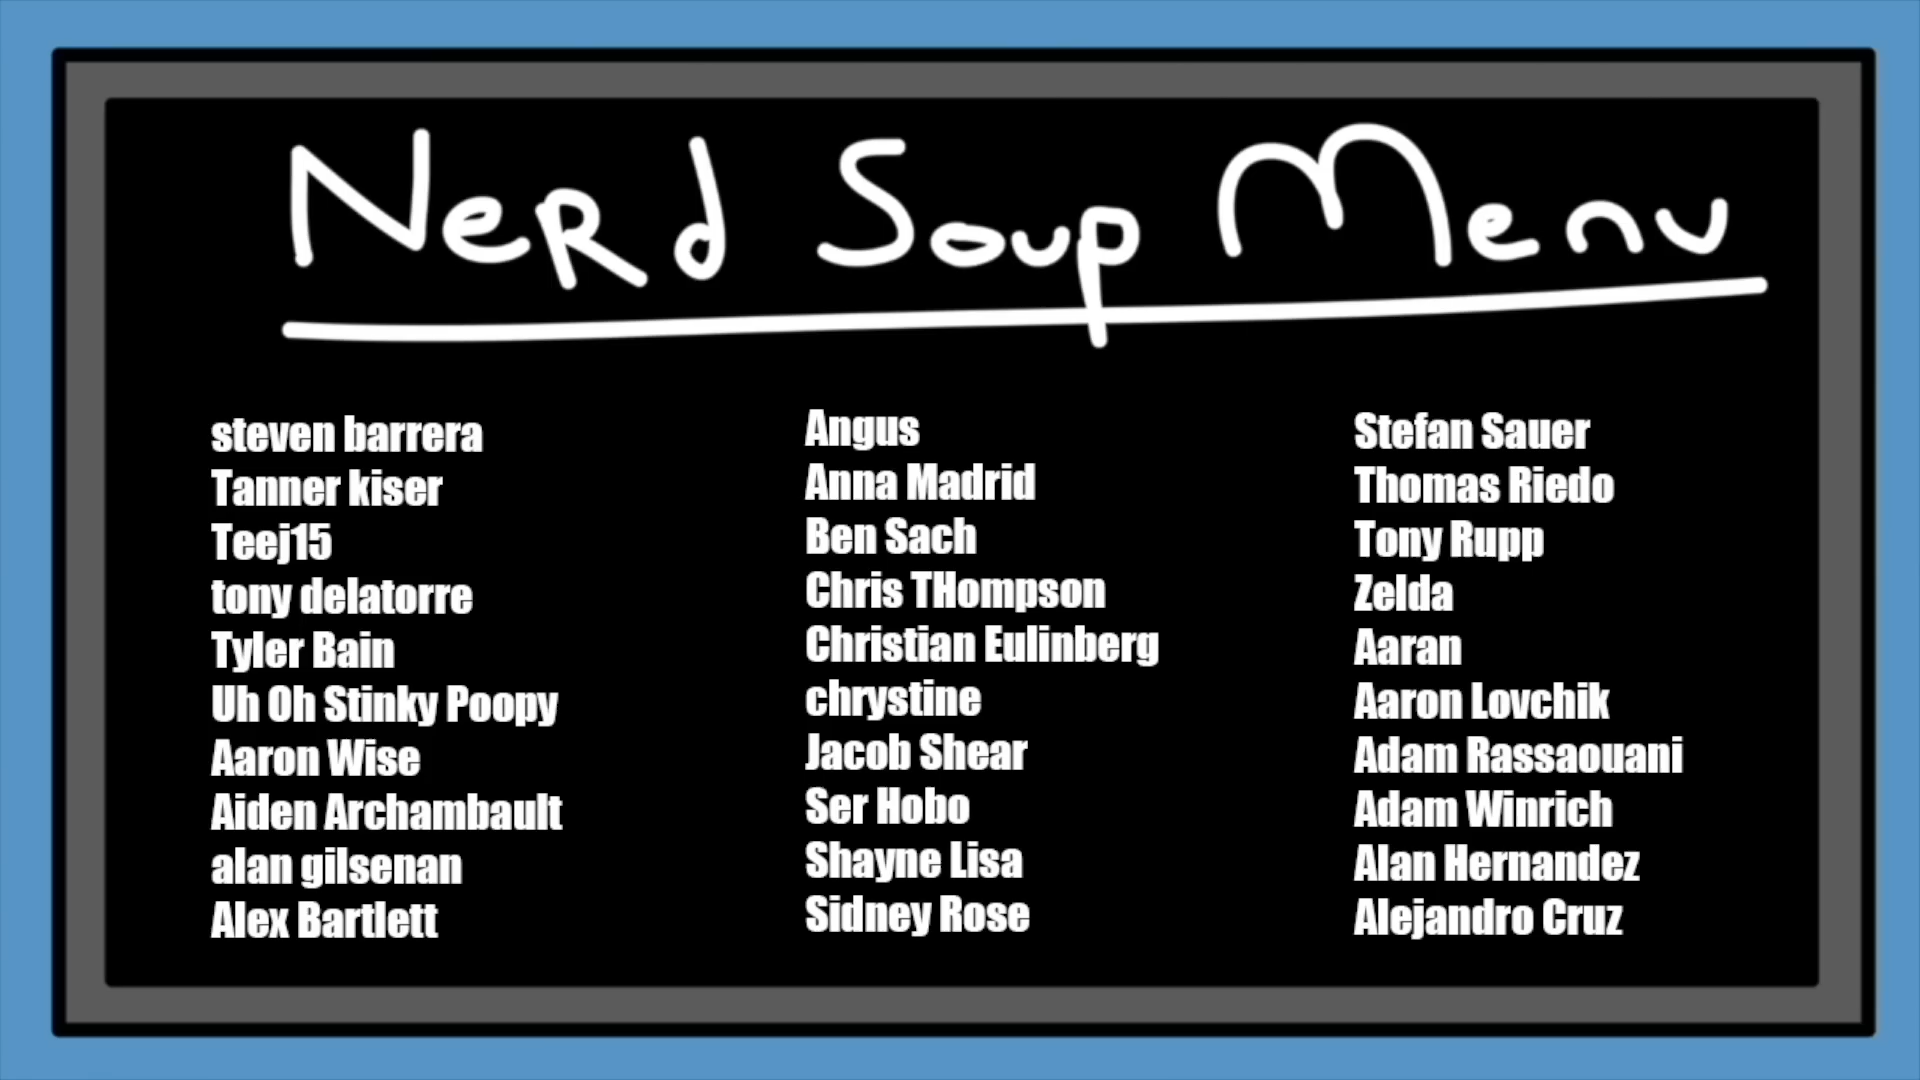 NeRd Soup Menu
steven barrera
Tanner kiser
Teej15
tony delatorre
Tyler Bain
Uh Oh Stinky Poopy
Aaron Wise
Aiden Archambault
alan gilsenan
Alex Bartlett
Angus
Anna Madrid
Ben Sach
Chris THompson
Christian Eulinberg
chrystine
Jacob Shear
Ser Hobo
Shayne Lisa
Sidney Rose
Stefan Sauer
Thomas Riedo
Tony Rupp
Zelda
Aaran
Aaron Lovchik
Adam Rassaouani
Adam Winrich
Alan Hernandez
Alejandro Cruz